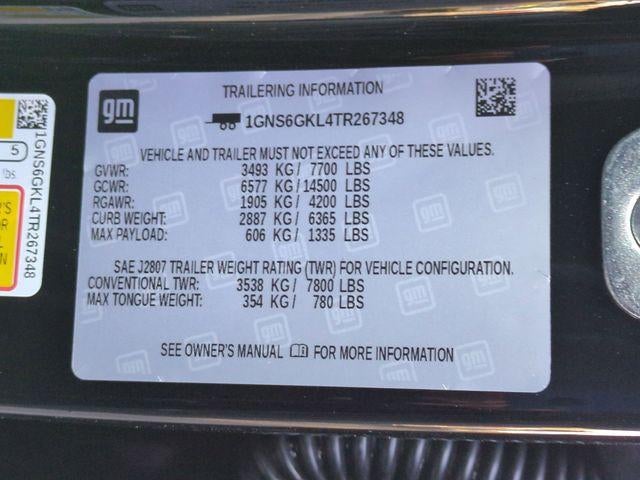 TRAILERING INFORMATION
gm
1GNS6GKL4TR267348
VEHICLE AND TRAILER MUST NOT EXCEED ANY OF THESE VALUES.
GVWR: 3493 KG / 7700 LBS
GCWR: 6577 KG / 14500 LBS
RGAWR: 1905 KG / 4200 LBS
CURB WEIGHT: 2887 KG / 6365 LBS
MAX PAYLOAD: 606 KG / 1335 LBS
SAE J2807 TRAILER WEIGHT RATING (TWR) FOR VEHICLE CONFIGURATION.
CONVENTIONAL TWR: 3538 KG / 7800 LBS
MAX TONGUE WEIGHT: 354 KG / 780 LBS
SEE OWNER'S MANUAL FOR MORE INFORMATION
1GNS6GKL4TR267348
5
lbs.